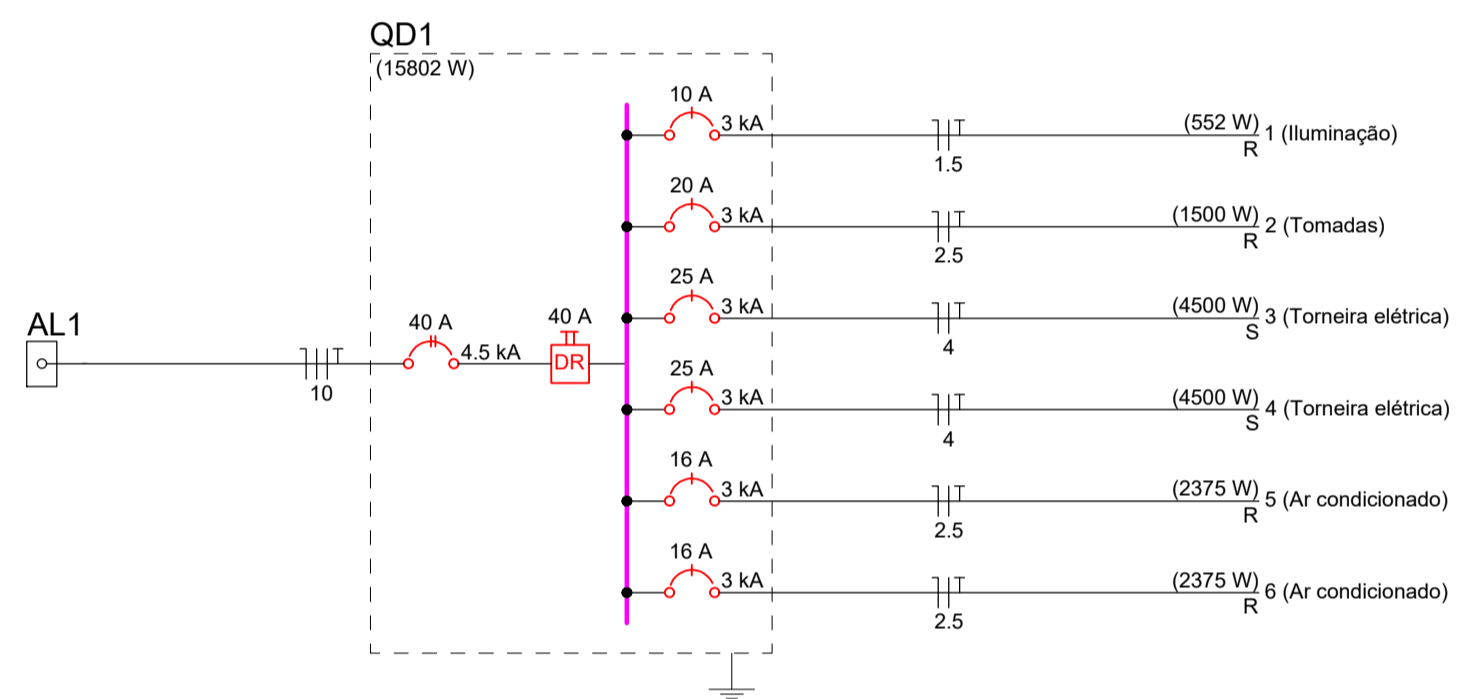 QD1
(15802 W)
10 A
3 kA
(552 W)
R
1 (Iluminação)
1.5
20 A
3 kA
(1500 W)
R
2 (Tomadas)
2.5
25 A
3 kA
(4500 W)
S
3 (Torneira elétrica)
4
AL1
10
40 A
4.5 kA
40 A
DR
25 A
3 kA
(4500 W)
S
4 (Torneira elétrica)
4
16 A
3 kA
(2375 W)
R
5 (Ar condicionado)
2.5
16 A
3 kA
(2375 W)
R
6 (Ar condicionado)
2.5